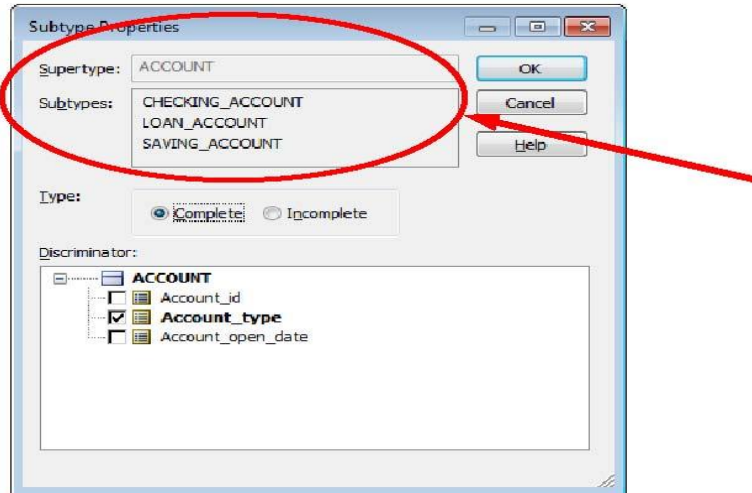 Subtype Properties
Supertype: ACCOUNT OK
Subtypes: CHECKING_ACCOUNT Cancel
LOAN_ACCOUNT
SAVING_ACCOUNT Help
Type:
Complete Incomplete
Discriminator:
ACCOUNT
Account_id
Account_type
Account_open_date